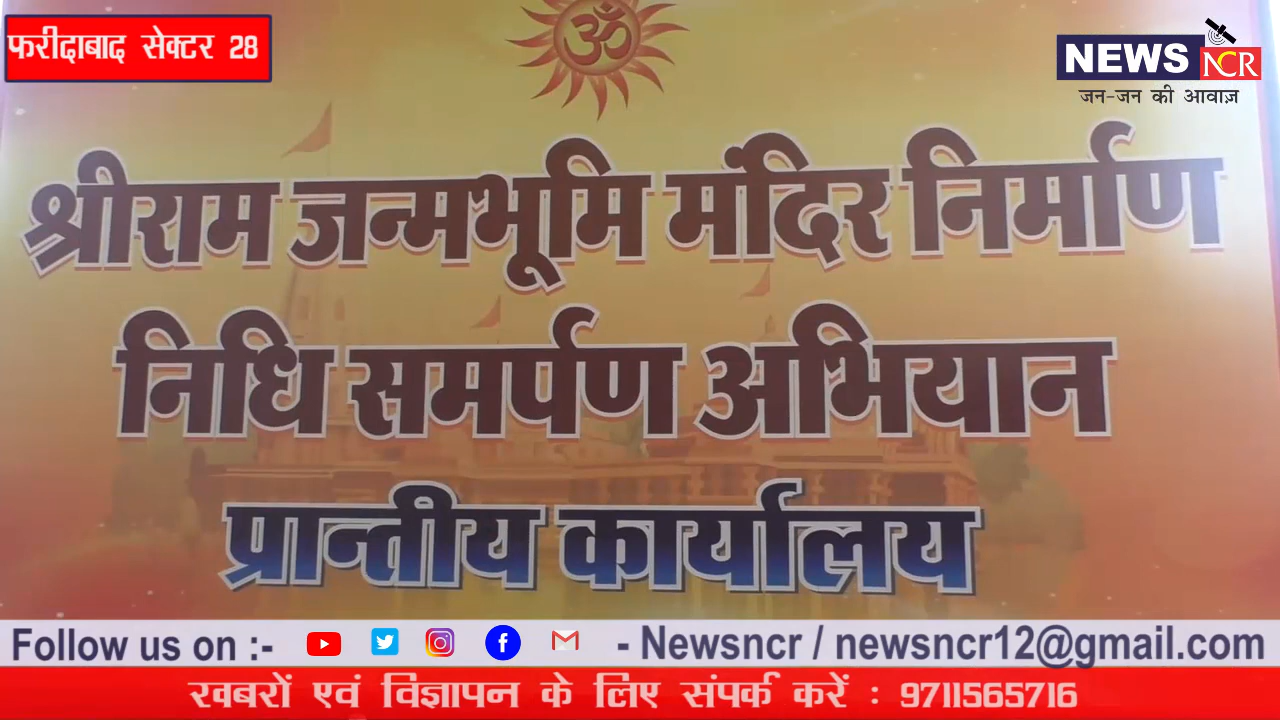 फरीदाबाद सेक्टर 28
NEWS NCR
जन-जन की आवाज़
ॐ
श्रीराम जन्मभूमि मंदिर निर्माण
निधि समर्पण अभियान
प्रान्तीय कार्यालय
Follow us on :- - Newsncr / newsncr12@gmail.com
खबरों एवं विज्ञापन के लिए संपर्क करें : 9711565716